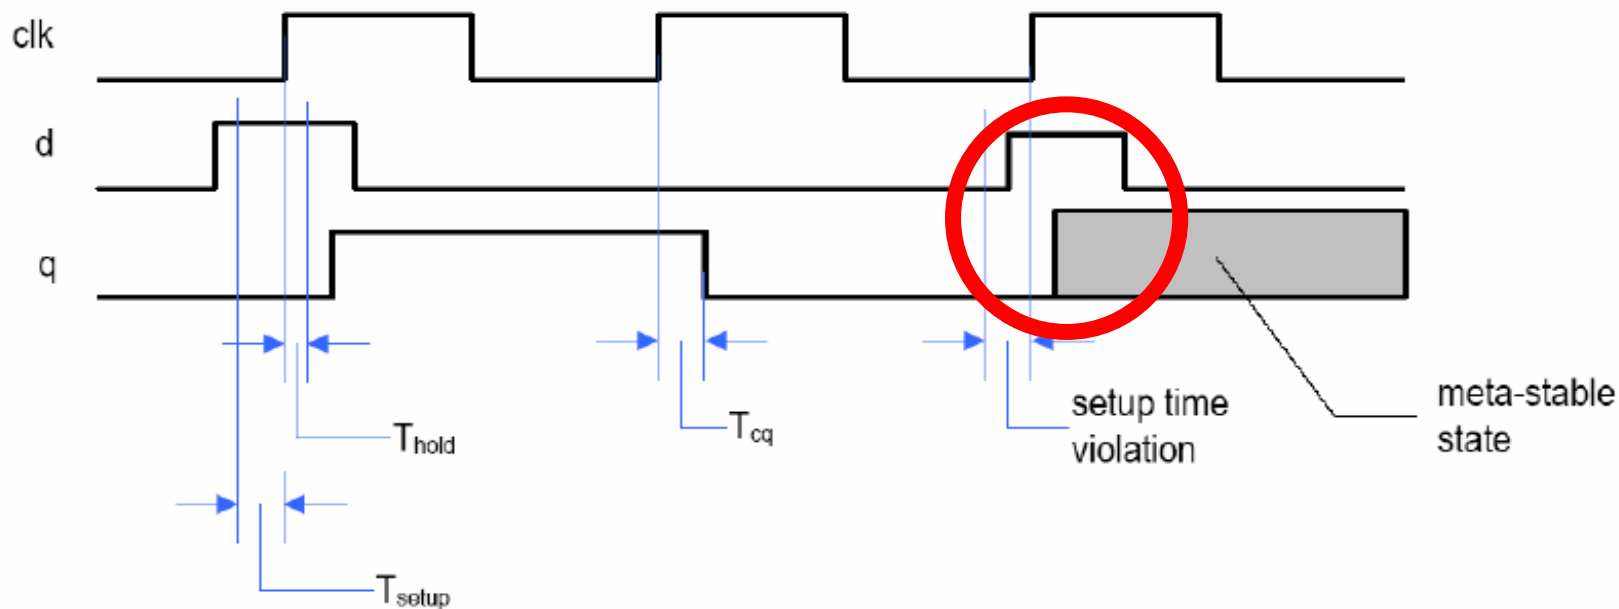 clk
d
q
Thold
Tcq
setup time
violation
meta-stable
state
Tsetup